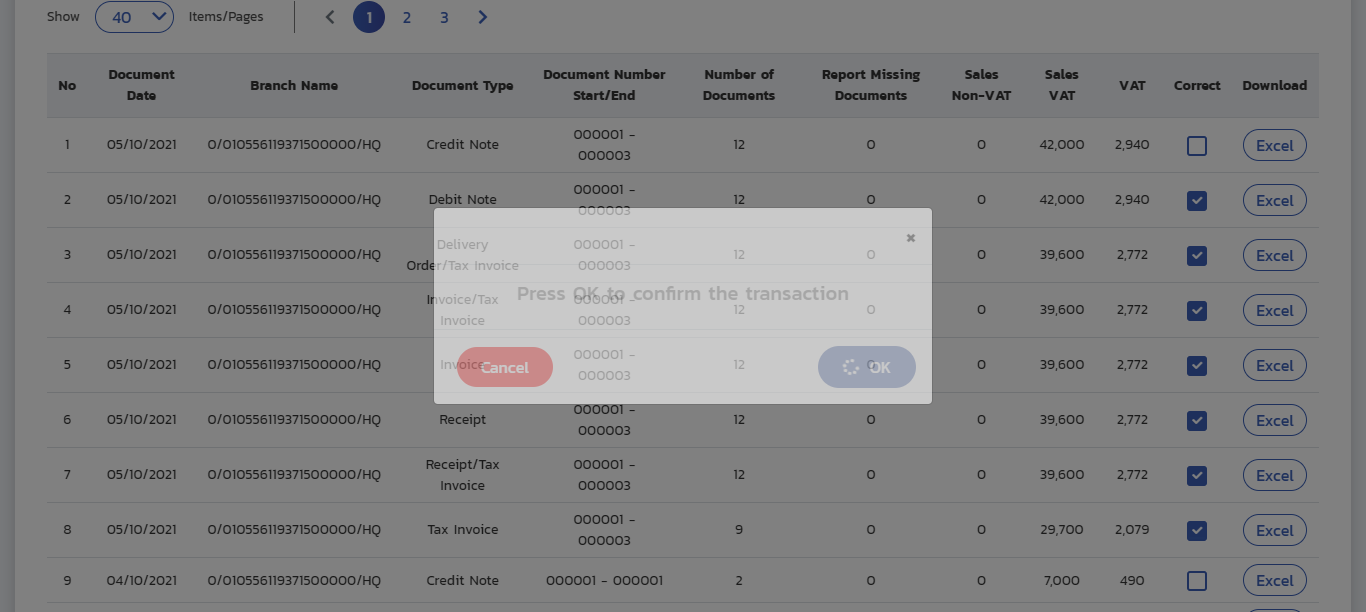 Show 40 Items/Pages 1 2 3
No Document Date Branch Name Document Type Document Number Start/End Number of Documents Report Missing Documents Sales Non-VAT Sales VAT VAT Correct Download
1 05/10/2021 0/010556119371500000/HQ Credit Note 000001 - 000003 12 0 0 42,000 2,940 Excel
2 05/10/2021 0/010556119371500000/HQ Debit Note 000001 - 000003 12 0 0 42,000 2,940 Excel
3 05/10/2021 0/010556119371500000/HQ Delivery Order/Tax Invoice 000001 - 000003 12 0 0 39,600 2,772 Excel
Press OK to confirm the transaction
4 05/10/2021 0/010556119371500000/HQ Invoice/Tax Invoice 000001 - 000003 12 0 0 39,600 2,772 Excel
5 05/10/2021 0/010556119371500000/HQ Invoice 000001 - 000003 12 0 0 39,600 2,772 Excel
Cancel OK
6 05/10/2021 0/010556119371500000/HQ Receipt 000001 - 000003 12 0 0 39,600 2,772 Excel
7 05/10/2021 0/010556119371500000/HQ Receipt/Tax Invoice 000001 - 000003 12 0 0 39,600 2,772 Excel
8 05/10/2021 0/010556119371500000/HQ Tax Invoice 000001 - 000003 9 0 0 29,700 2,079 Excel
9 04/10/2021 0/010556119371500000/HQ Credit Note 000001 - 000001 2 0 0 7,000 490 Excel